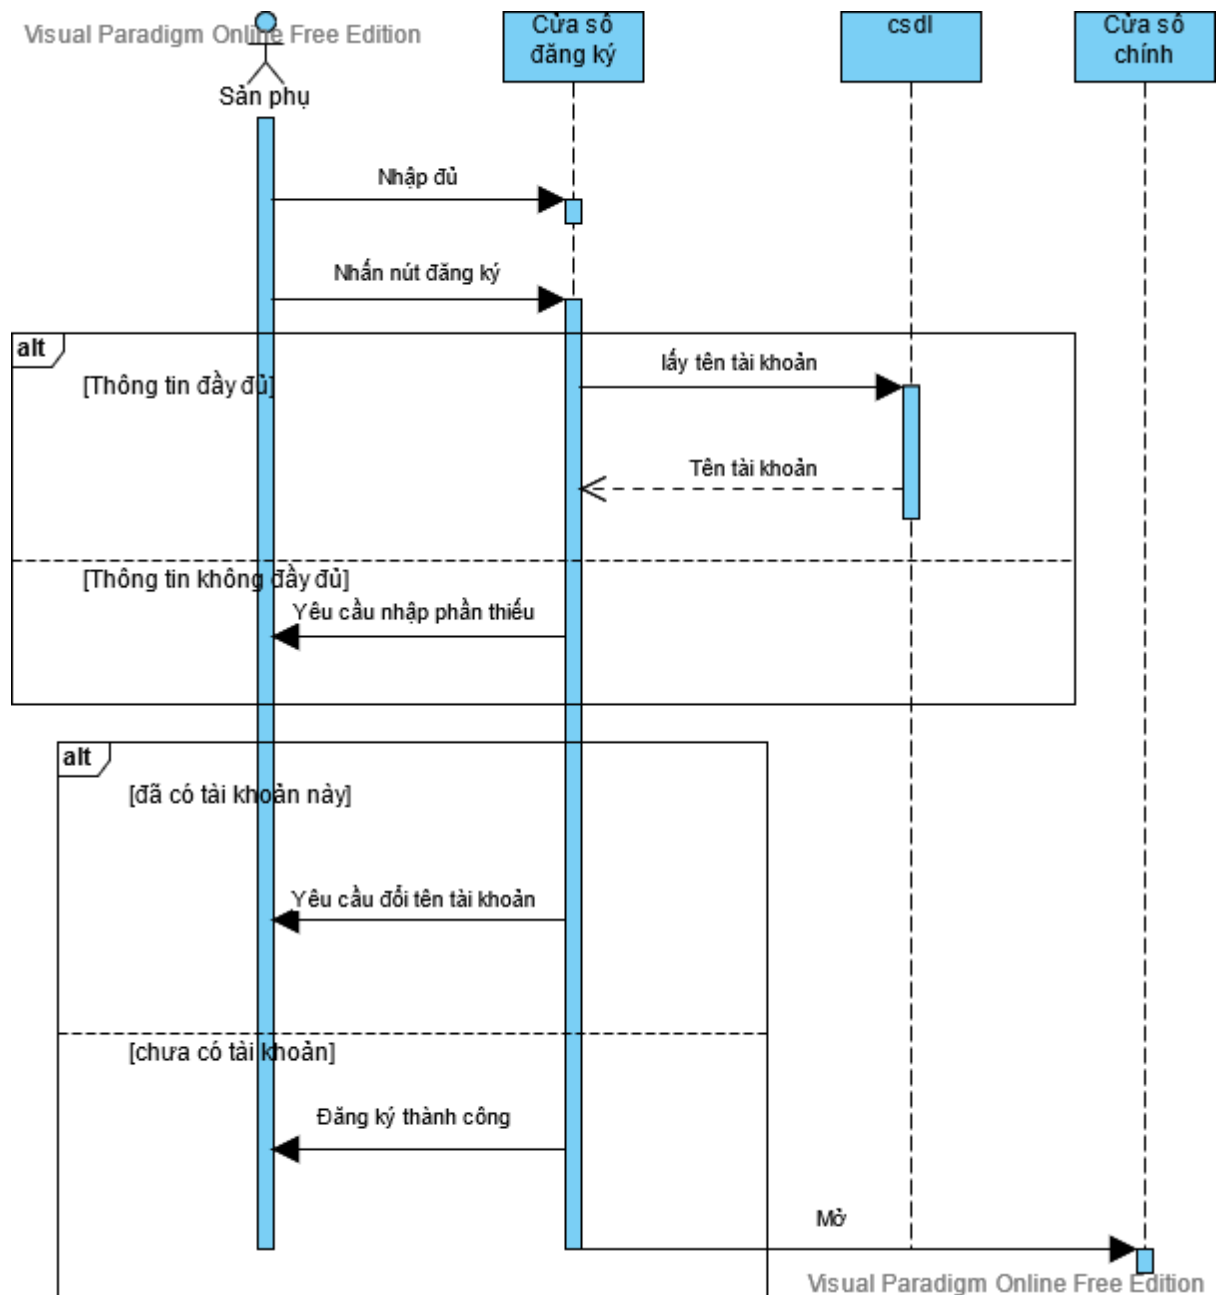 Visual Paradigm Online Free Edition
Sản phụ
Cửa sổ
đăng ký
csdl
Cửa sổ
chính
Nhập đủ
Nhấn nút đăng ký
alt
[Thông tin đầy đủ]
lấy tên tài khoản
Tên tài khoản
[Thông tin không đầy đủ]
Yêu cầu nhập phần thiếu
alt
[đã có tài khoản này]
Yêu cầu đổi tên tài khoản
[chưa có tài khoản]
Đăng ký thành công
Mở
Visual Paradigm Online Free Edition